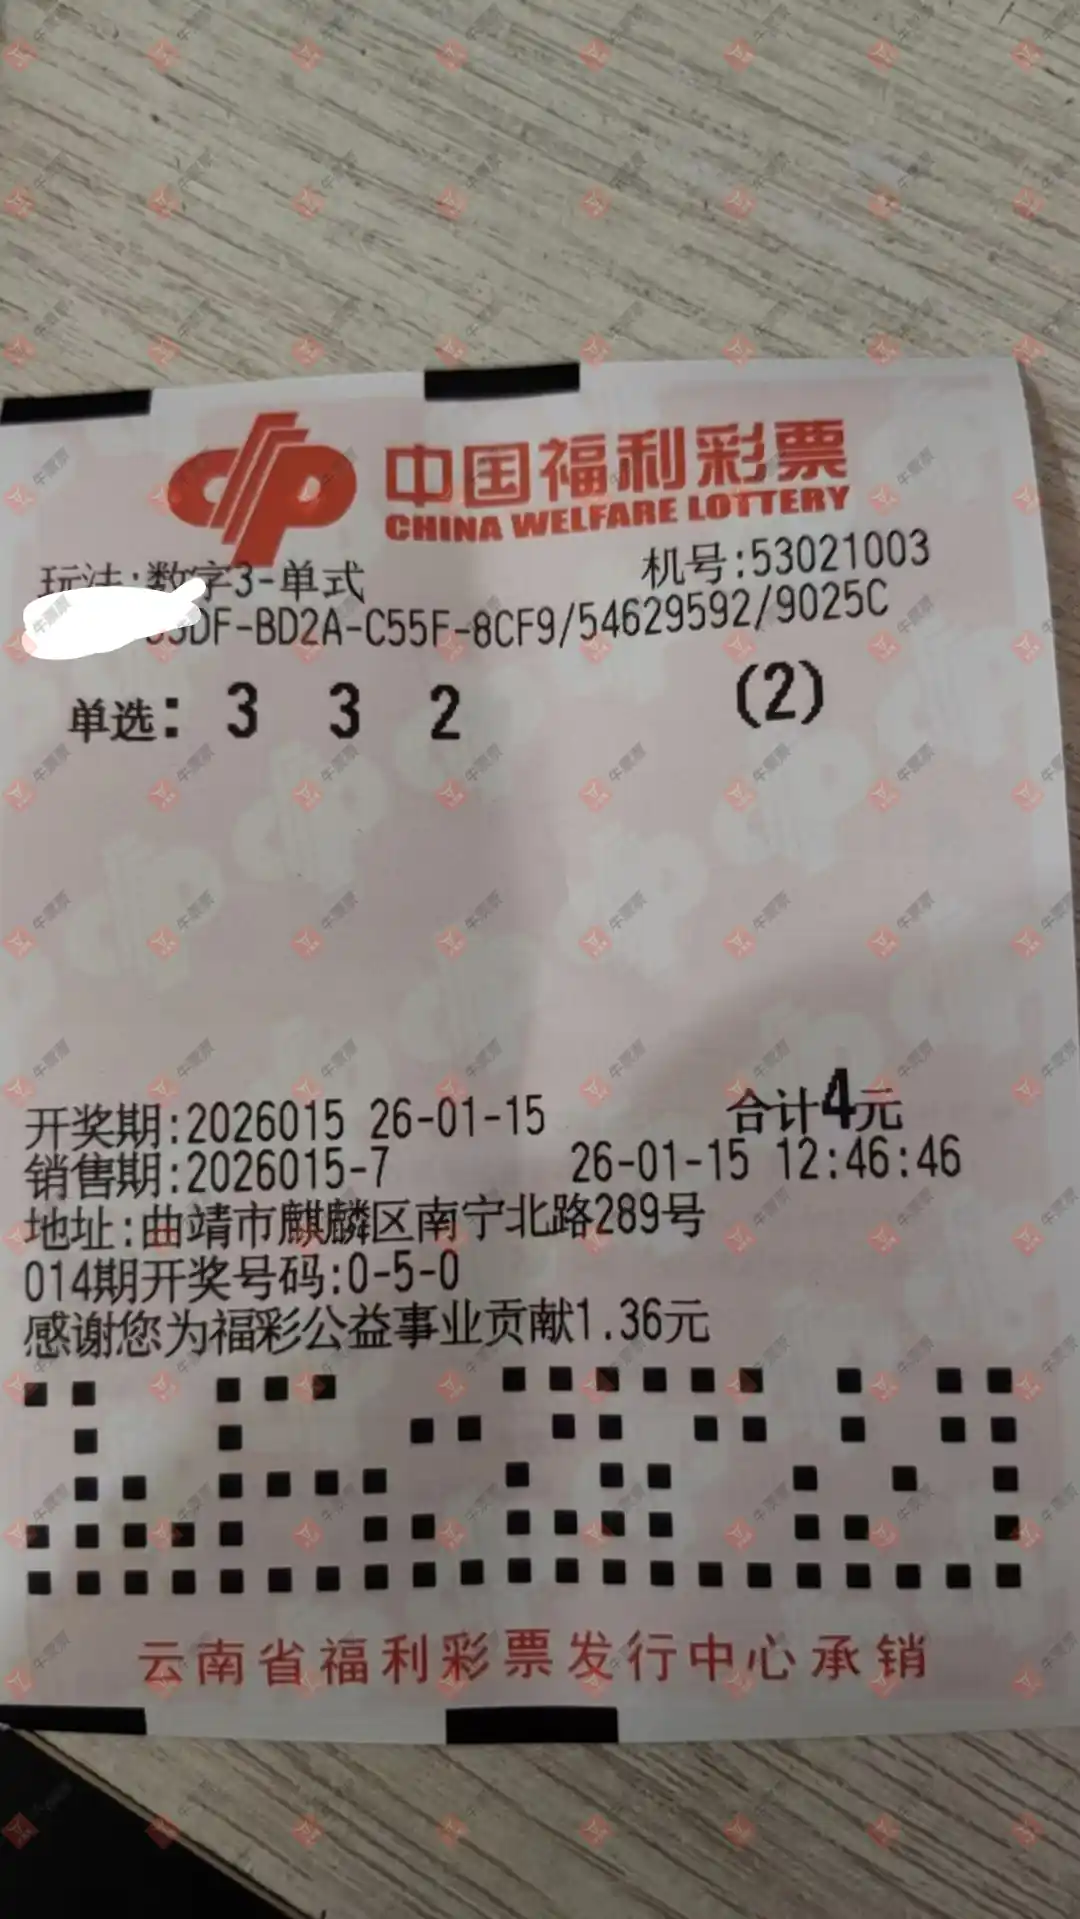 中国福利彩票
CHINA WELFARE LOTTERY
玩法:数字3-单式 机号:53021003
DF-BD2A-C55F-8CF9/54629592/9025C
单选: 3 3 2 (2)
开奖期:2026015 26-01-15 合计4元
销售期:2026015-7 26-01-15 12:46:46
地址:曲靖市麒麟区南宁北路289号
014期开奖号码:0-5-0
感谢您为福彩公益事业贡献1.36元
云南省福利彩票发行中心承销